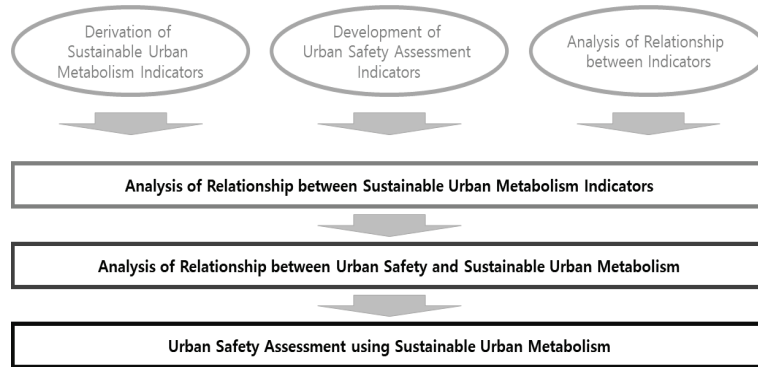 Derivation of
Sustainable Urban
Metabolism Indicators
Development of
Urban Safety Assessment
Indicators
Analysis of Relationship
between Indicators
Analysis of Relationship between Sustainable Urban Metabolism Indicators
Analysis of Relationship between Urban Safety and Sustainable Urban Metabolism
Urban Safety Assessment using Sustainable Urban Metabolism